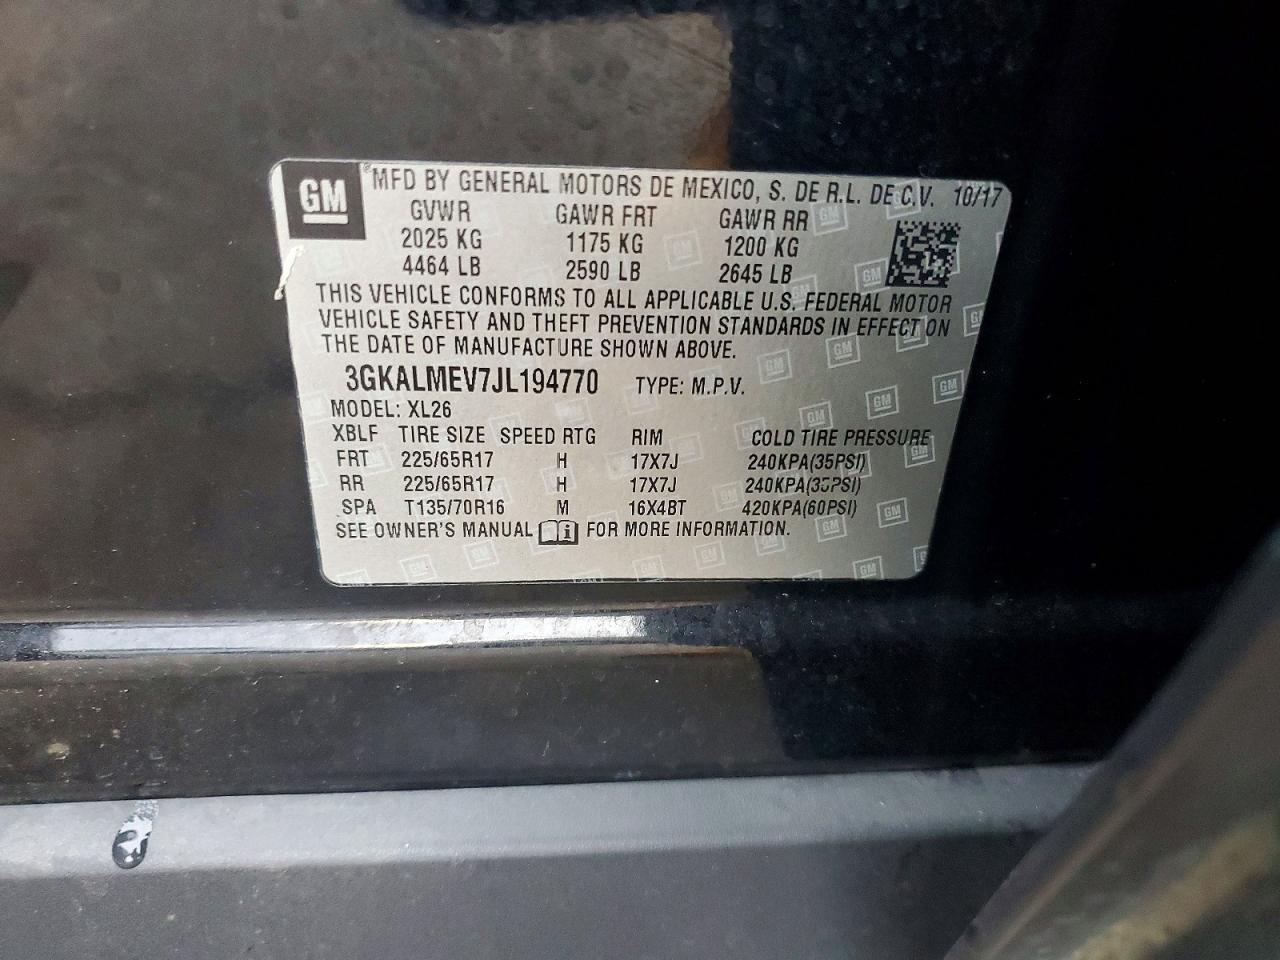 GM ® MFD BY GENERAL MOTORS DE MEXICO, S. DE R.L. DE C.V. 10/17
GVWR GAWR FRT GAWR RR
2025 KG 1175 KG 1200 KG
4464 LB 2590 LB 2645 LB
THIS VEHICLE CONFORMS TO ALL APPLICABLE U.S. FEDERAL MOTOR
VEHICLE SAFETY AND THEFT PREVENTION STANDARDS IN EFFECT ON
THE DATE OF MANUFACTURE SHOWN ABOVE.
3GKALMEV7JL194770 TYPE: M.P.V.
MODEL: XL26
XBLF TIRE SIZE SPEED RTG RIM COLD TIRE PRESSURE
FRT 225/65R17 H 17X7J 240KPA(35PSI)
RR 225/65R17 H 17X7J 240KPA(35PSI)
SPA T135/70R16 M 16X4BT 420KPA(60PSI)
SEE OWNER'S MANUAL i FOR MORE INFORMATION.